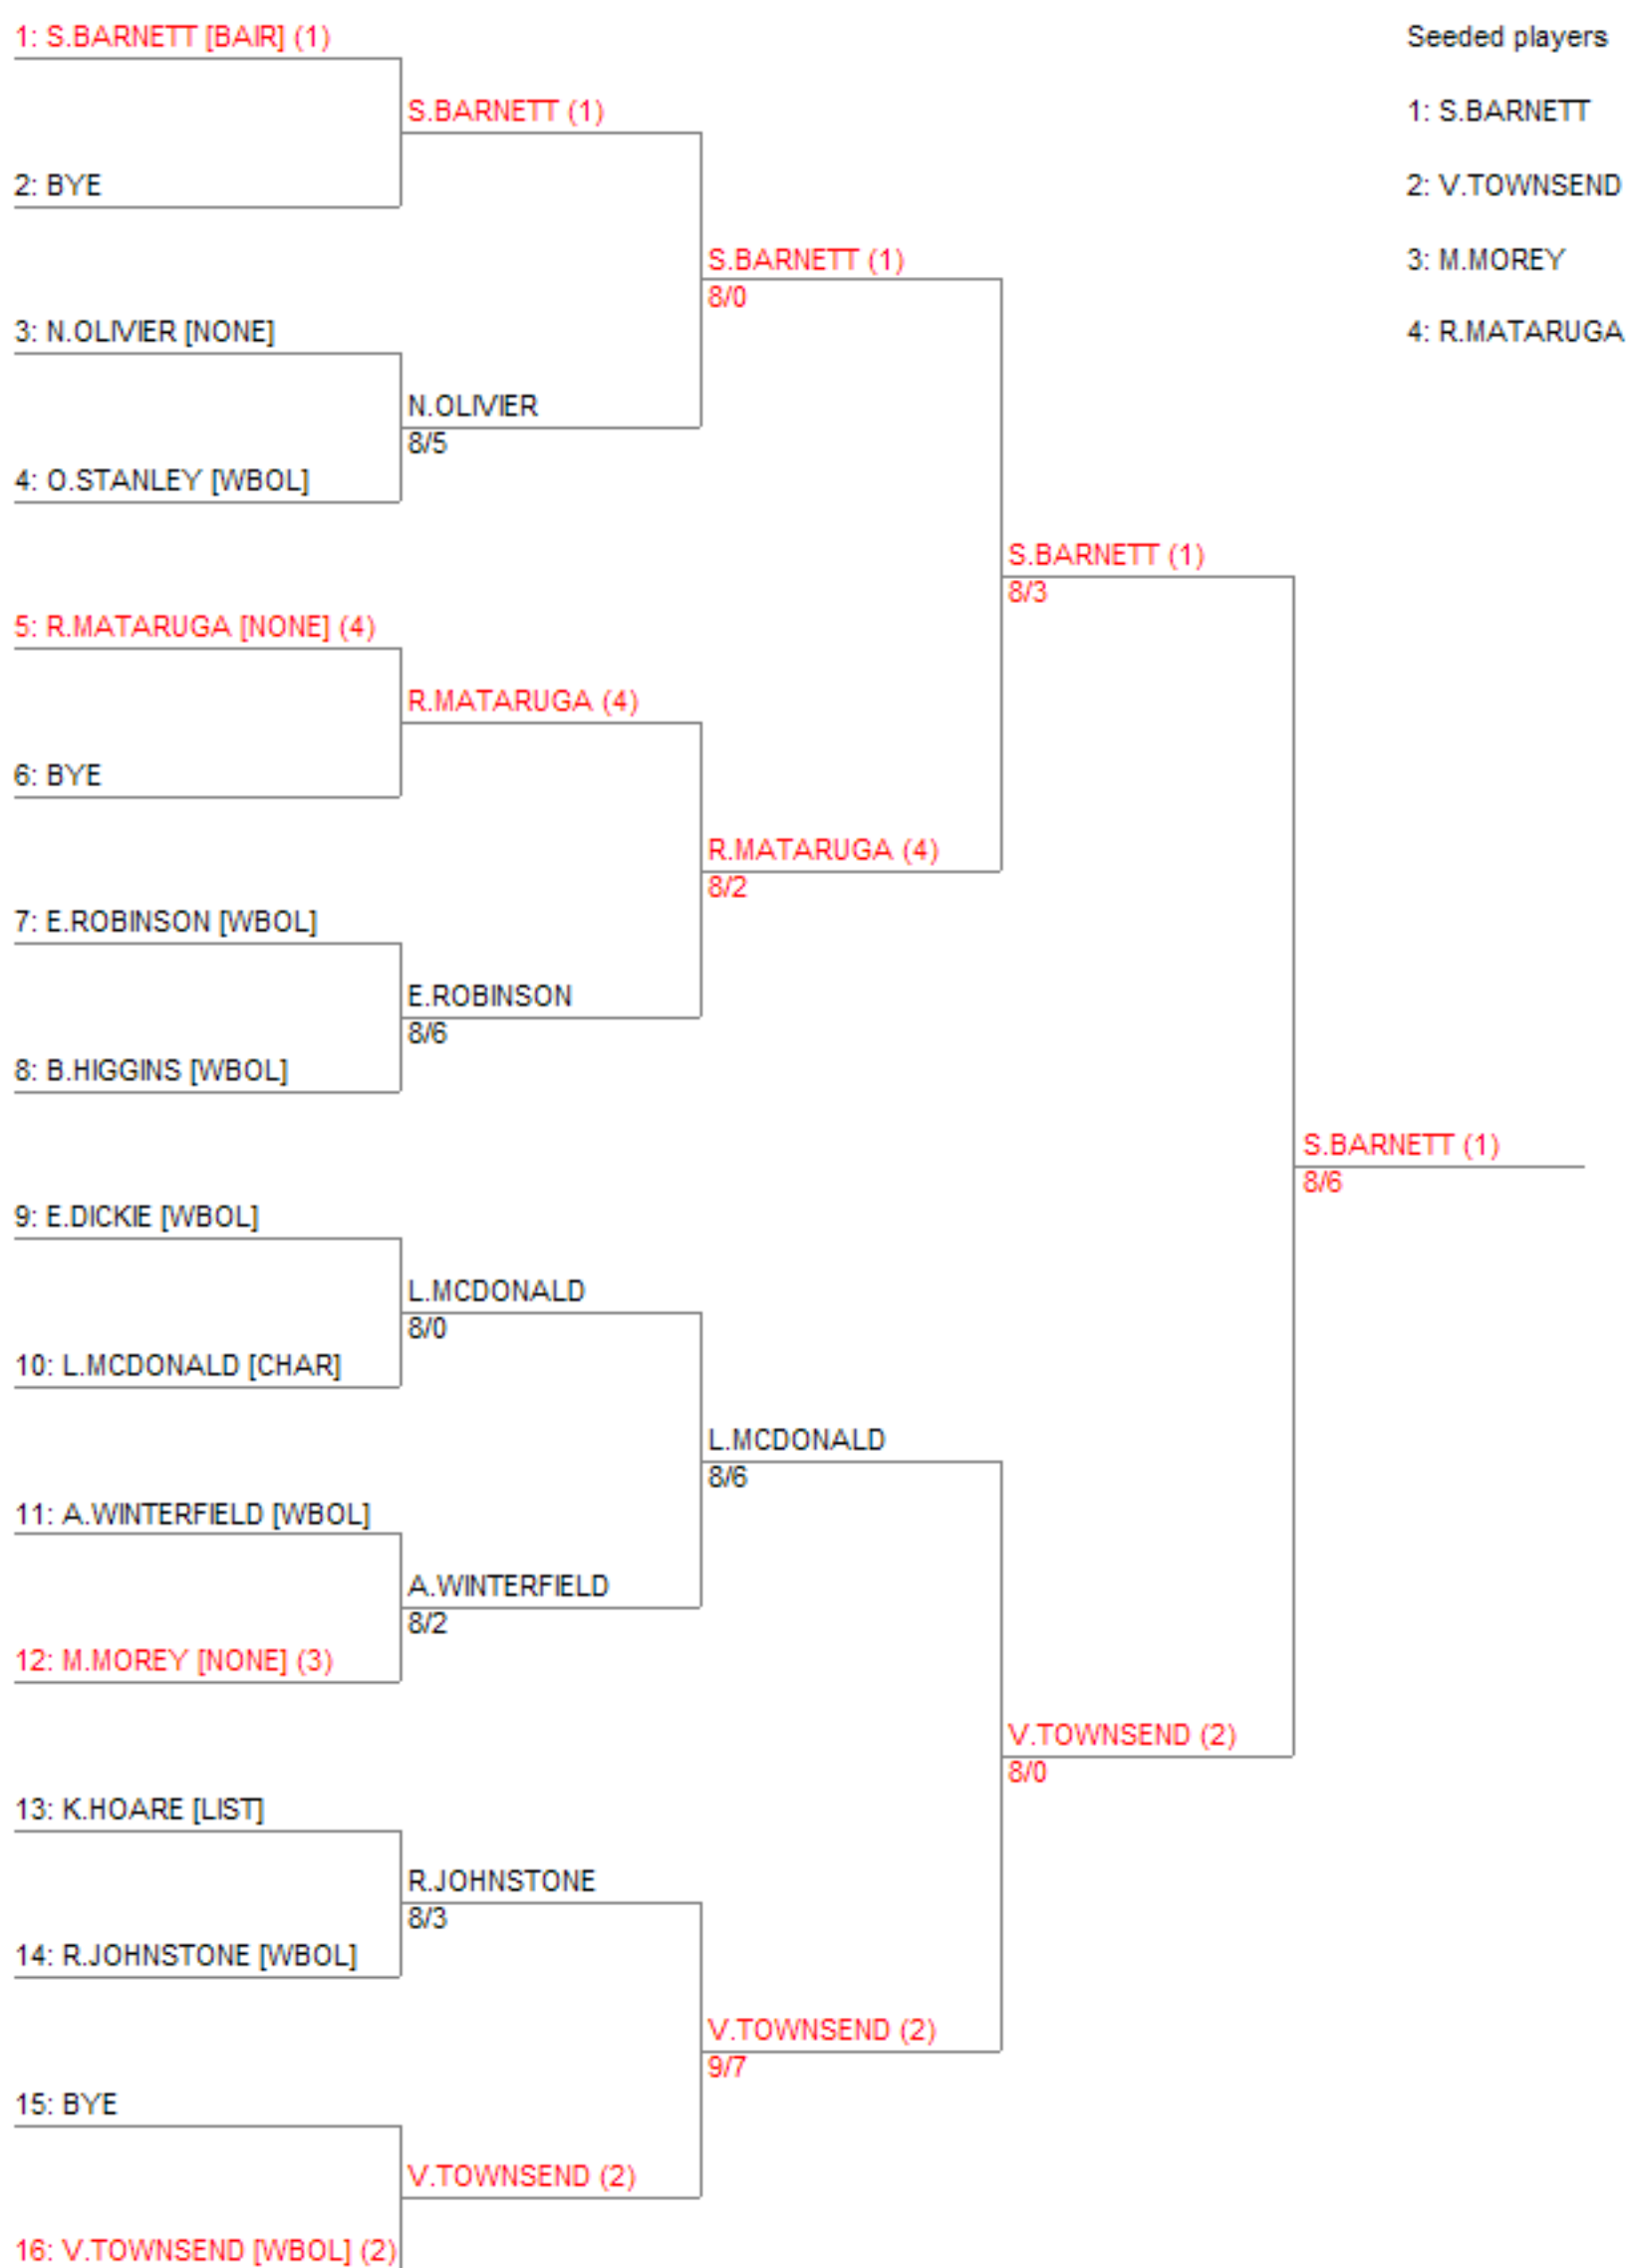 1: S.BARNETT [BAIR] (1)
Seeded players
S.BARNETT (1)
1: S.BARNETT
2: BYE
2: V.TOWNSEND
S.BARNETT (1)
8/0
3: M.MOREY
3: N.OLIVIER [NONE]
4: R.MATARUGA
N.OLIVIER
8/5
4: O.STANLEY [WBOL]
S.BARNETT (1)
8/3
5: R.MATARUGA [NONE] (4)
R.MATARUGA (4)
6: BYE
R.MATARUGA (4)
8/2
7: E.ROBINSON [WBOL]
E.ROBINSON
8/6
8: B.HIGGINS [WBOL]
S.BARNETT (1)
8/6
9: E.DICKIE [WBOL]
L.MCDONALD
8/0
10: L.MCDONALD [CHAR]
L.MCDONALD
8/6
11: A.WINTERFIELD [WBOL]
A.WINTERFIELD
8/2
12: M.MOREY [NONE] (3)
V.TOWNSEND (2)
8/0
13: K.HOARE [LIST]
R.JOHNSTONE
8/3
14: R.JOHNSTONE [WBOL]
V.TOWNSEND (2)
9/7
15: BYE
V.TOWNSEND (2)
16: V.TOWNSEND [WBOL] (2)